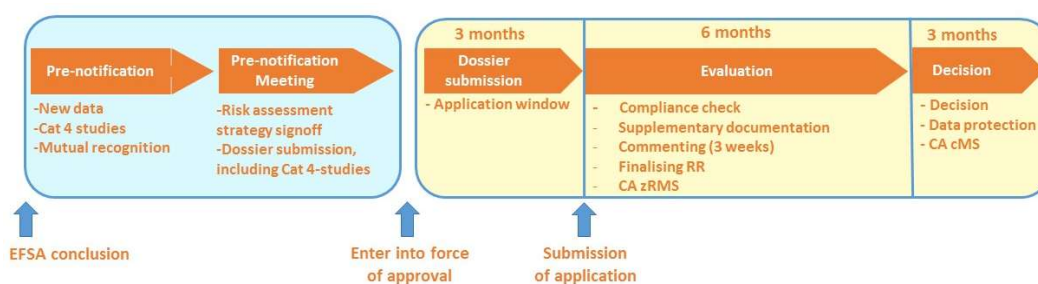 3 months
6 months
3 months
Pre-notification
Pre-notification
Meeting
Dossier
submission
Evaluation
Decision
-New data
-Cat 4 studies
-Mutual recognition
-Risk assessment
strategy signoff
-Dossier submission,
including Cat 4-studies
- Application window
- Compliance check
- Supplementary documentation
- Commenting (3 weeks)
- Finalising RR
- CA zRMS
- Decision
- Data protection
- CA cMS
EFSA conclusion
Enter into force
of approval
Submission
of application